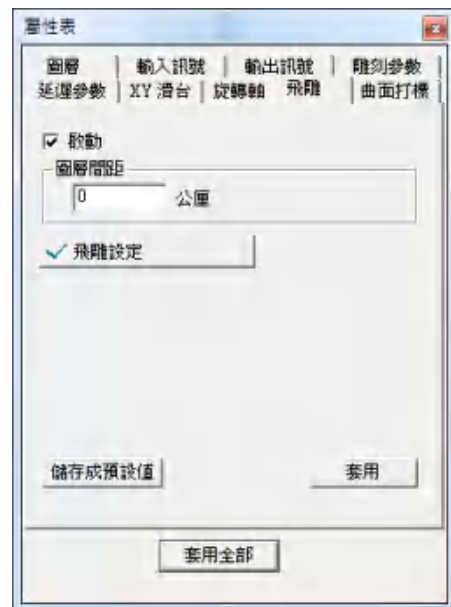 屬性表
圖層 輸入訊號 輸出訊號 雕刻參數
延遲參數 XY 滑台 旋轉軸 飛雕 曲面打標
啟動
圖層間距
0 公厘
飛雕設定
儲存成預設值 套用
套用全部